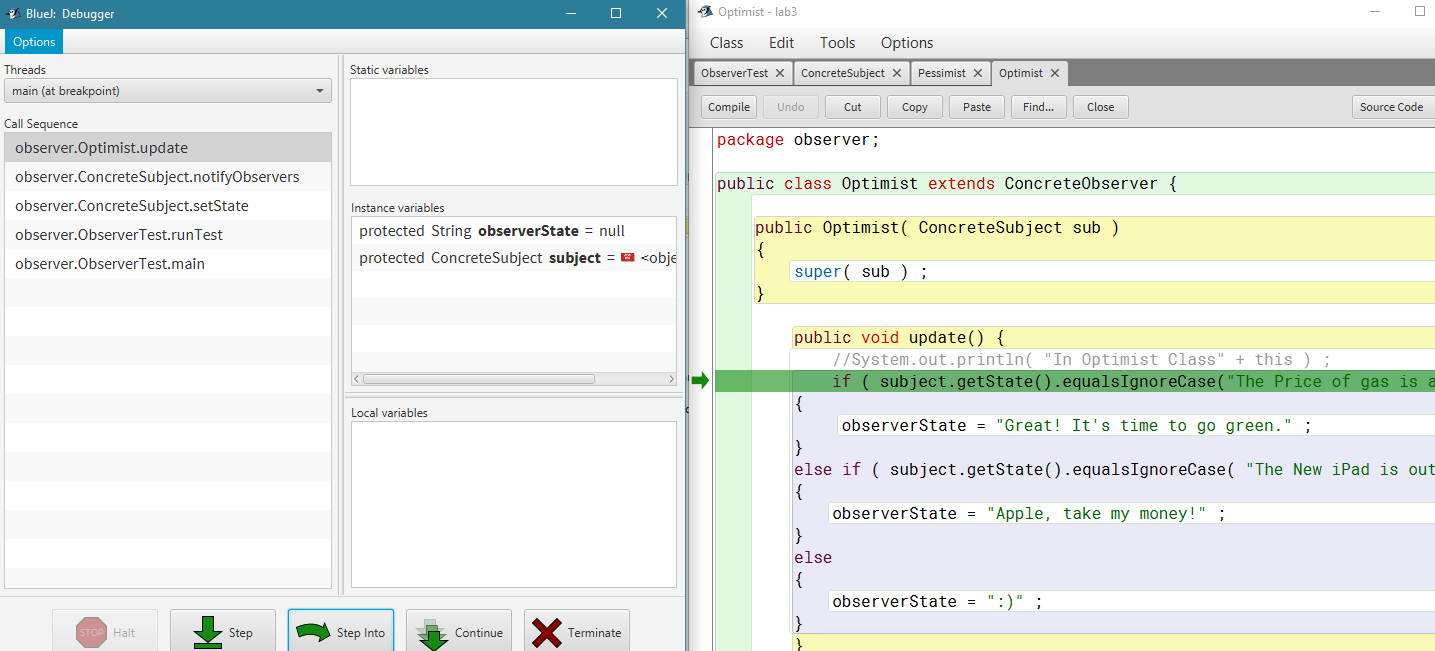 BlueJ: Debugger
Options
Threads
main (at breakpoint)
Call Sequence
observer.Optimist.update
observer.ConcreteSubject.notifyObservers
observer.ConcreteSubject.setState
observer.ObserverTest.runTest
observer.ObserverTest.main
Static variables
Instance variables
protected String observerState = null
protected ConcreteSubject subject = <obje
Local variables
STOP Halt
Step
Step Into
Continue
Terminate
Optimist - lab3
Class Edit Tools Options
ObserverTest ConcreteSubject Pessimist Optimist
Compile Undo Cut Copy Paste Find... Close Source Code
package observer;
public class Optimist extends ConcreteObserver {
public Optimist( ConcreteSubject sub )
{
super( sub ) ;
}
public void update() {
//System.out.println( "In Optimist Class" + this ) ;
if ( subject.getState().equalsIgnoreCase("The Price of gas is a
{
observerState = "Great! It's time to go green." ;
}
else if ( subject.getState().equalsIgnoreCase( "The New iPad is out
{
observerState = "Apple, take my money!" ;
}
else
{
observerState = ":)" ;
}
}